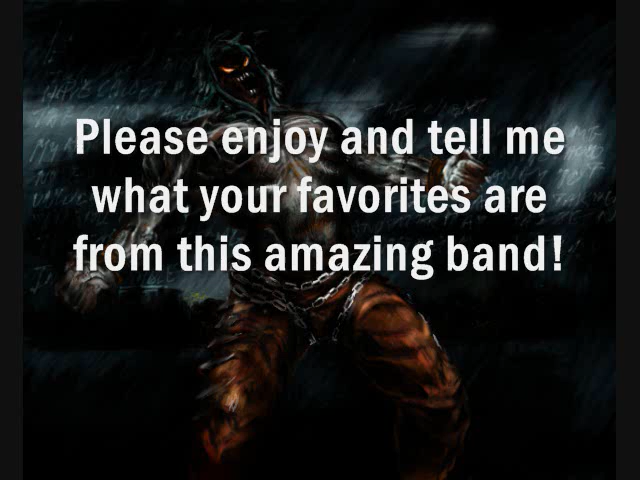 Please enjoy and tell me
what your favorites are
from this amazing band!